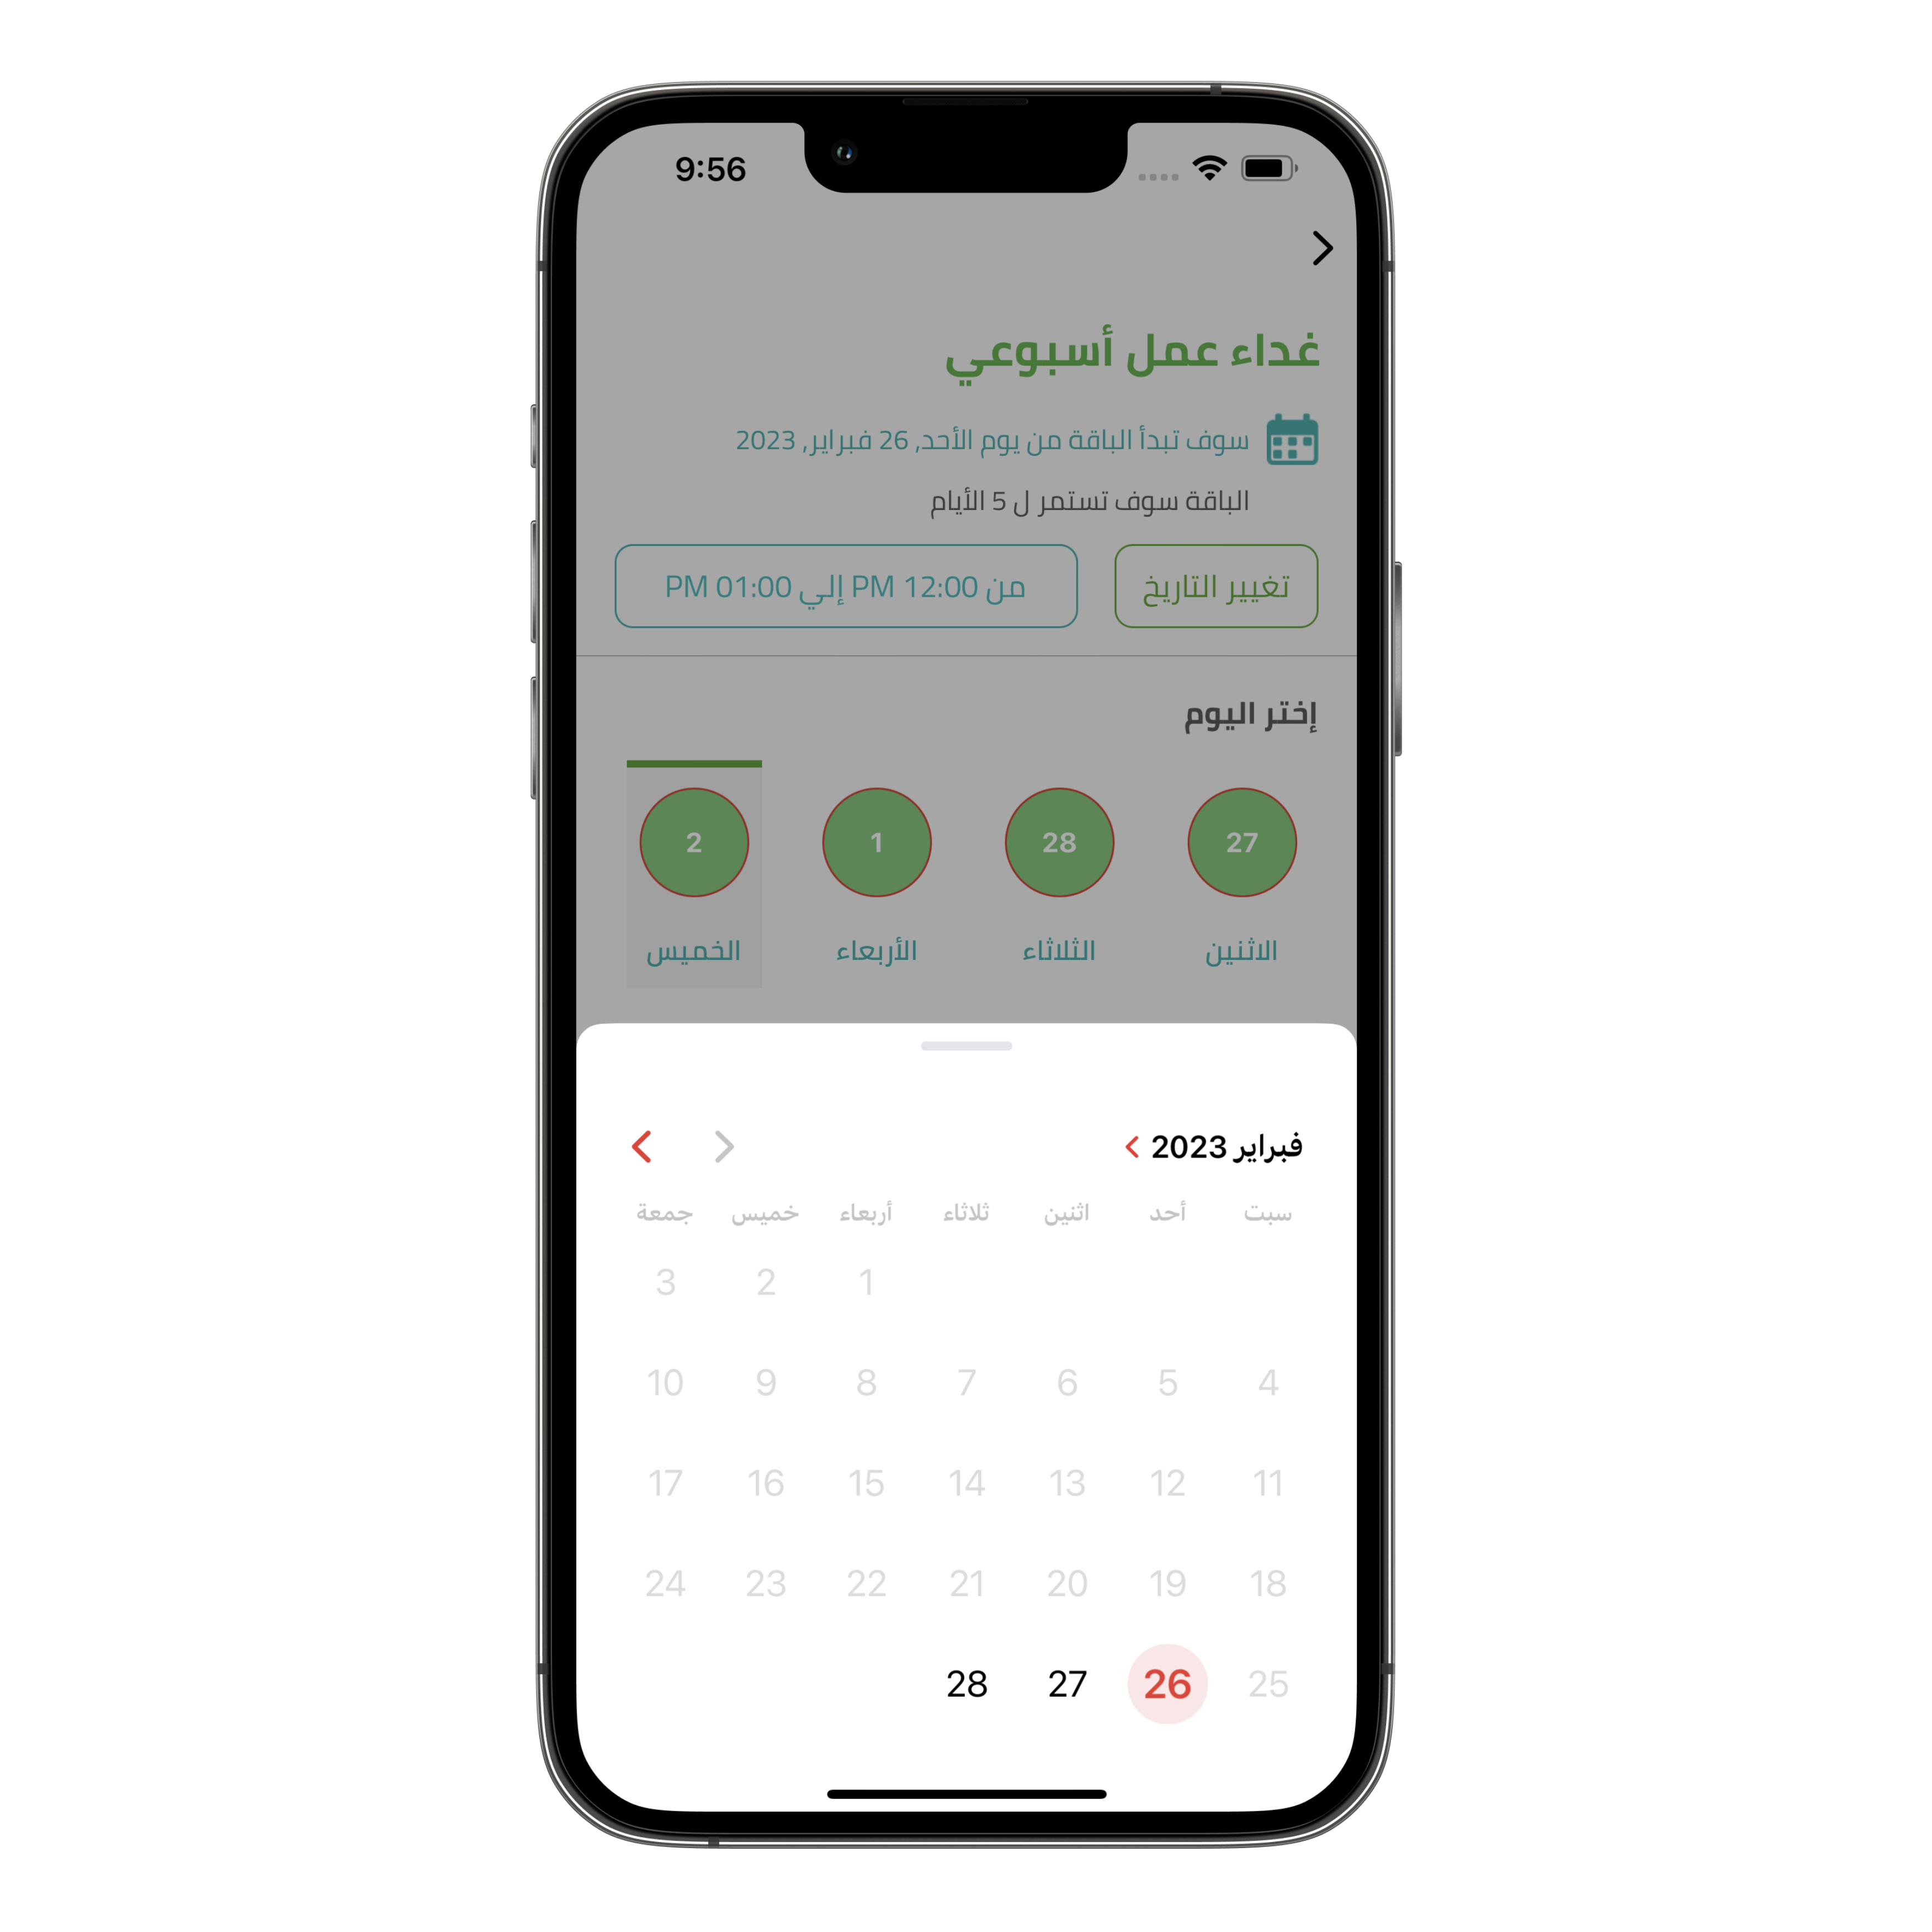 9:56
غداء عمل أسبوعي
سوف تبدأ الباقة من يوم الأحد, 26 فبراير, 2023
الباقة سوف تستمر ل 5 الأيام
تغيير التاريخ
من 12:00 PM إلي 01:00 PM
إختر اليوم
27 28 1 2
الاثنين الثلاثاء الأربعاء الخميس
فبراير 2023
سبت أحد اثنين ثلاثاء أربعاء خميس جمعة
1 2 3
4 5 6 7 8 9 10
11 12 13 14 15 16 17
18 19 20 21 22 23 24
25 26 27 28